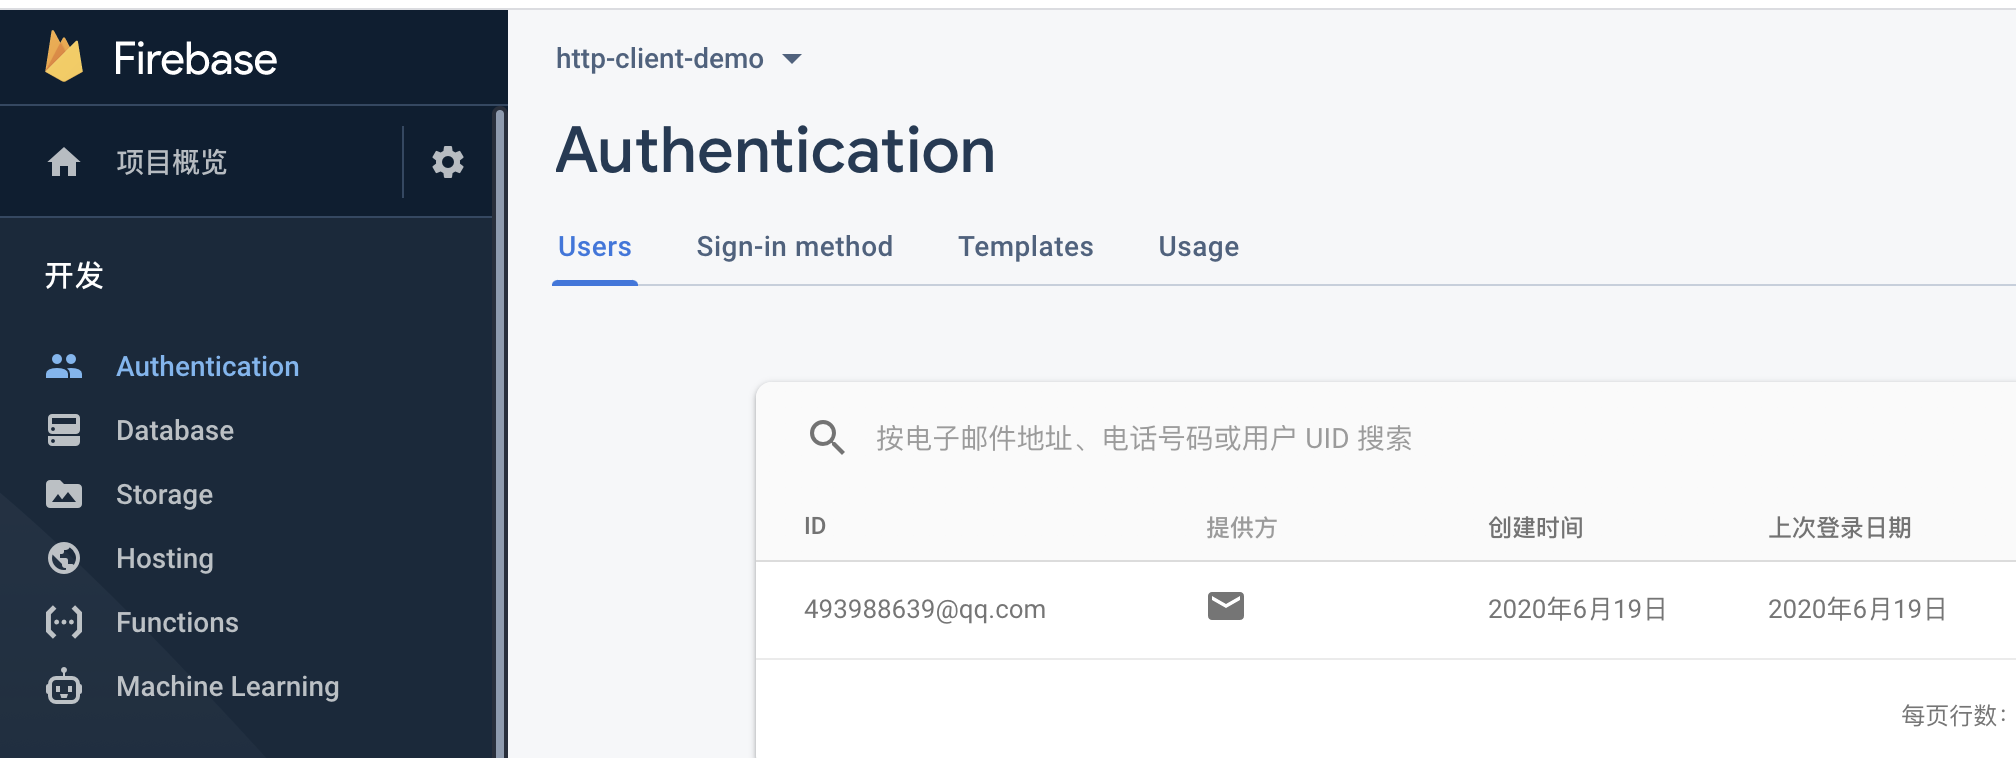 Firebase
项目概览
开发
Authentication
Database
Storage
Hosting
Functions
Machine Learning
http-client-demo
Authentication
Users Sign-in method Templates Usage
按电子邮件地址、电话号码或用户 UID 搜索
ID 提供方 创建时间 上次登录日期
493988639@qq.com 2020年6月19日 2020年6月19日
每页行数：